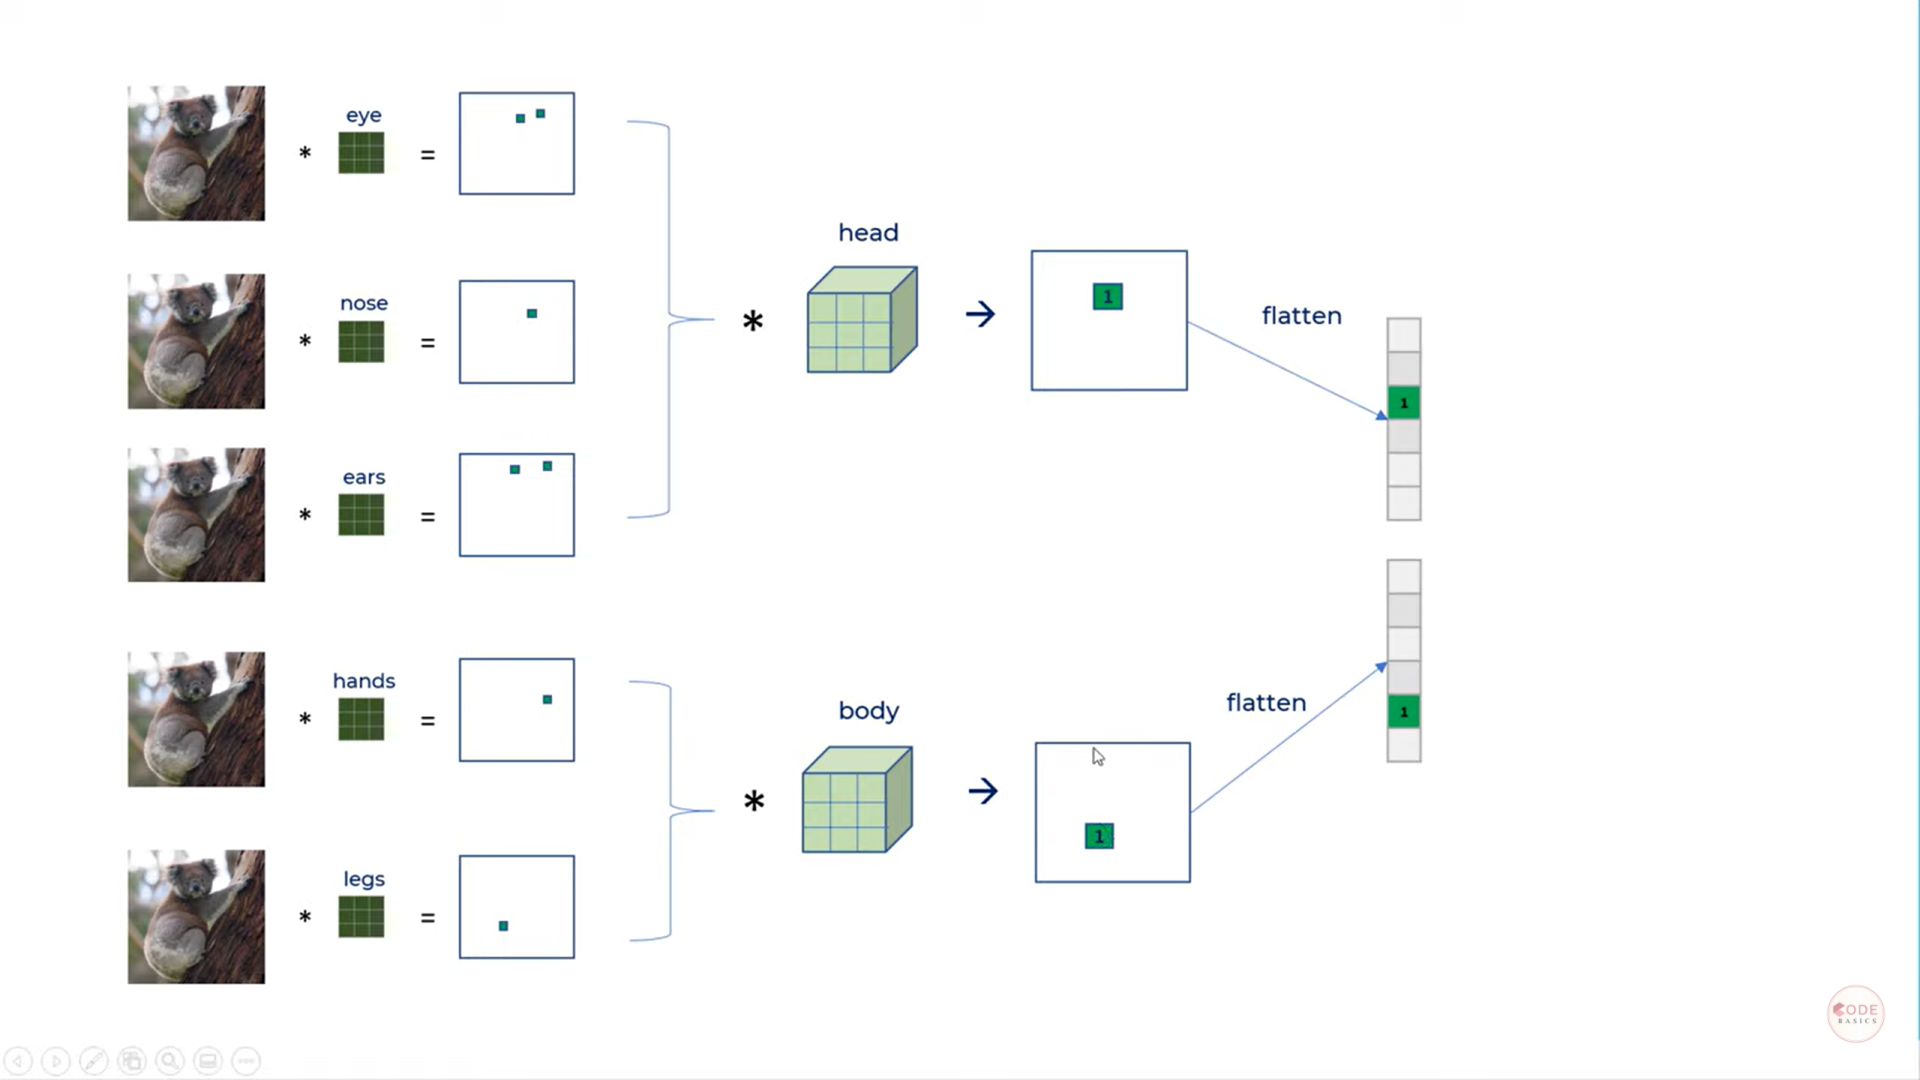 eye
* =
nose
* =
ears
* =
head
* →
1
flatten
1
hands
* =
legs
* =
body
* →
1
flatten
1
CODE
BASICS